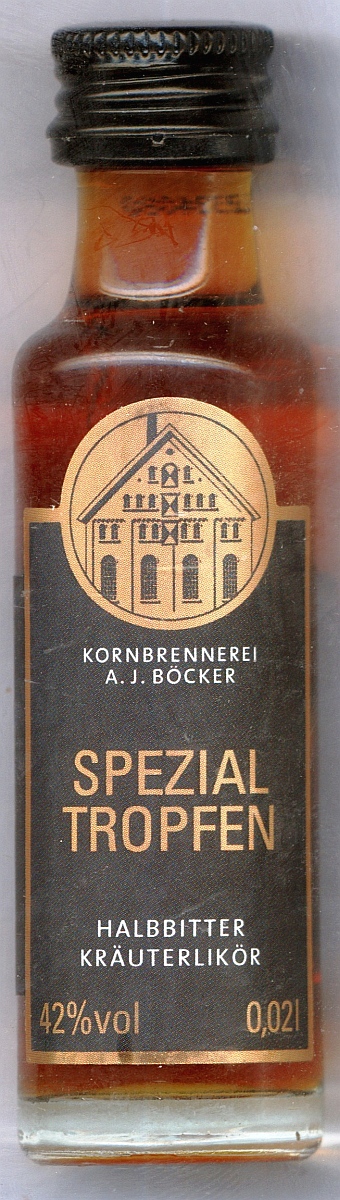 KORNBRENNEREI
A. J. BÖCKER
SPEZIAL
TROPFEN
HALBBITTER
KRÄUTERLIKÖR
42%vol 0,02l